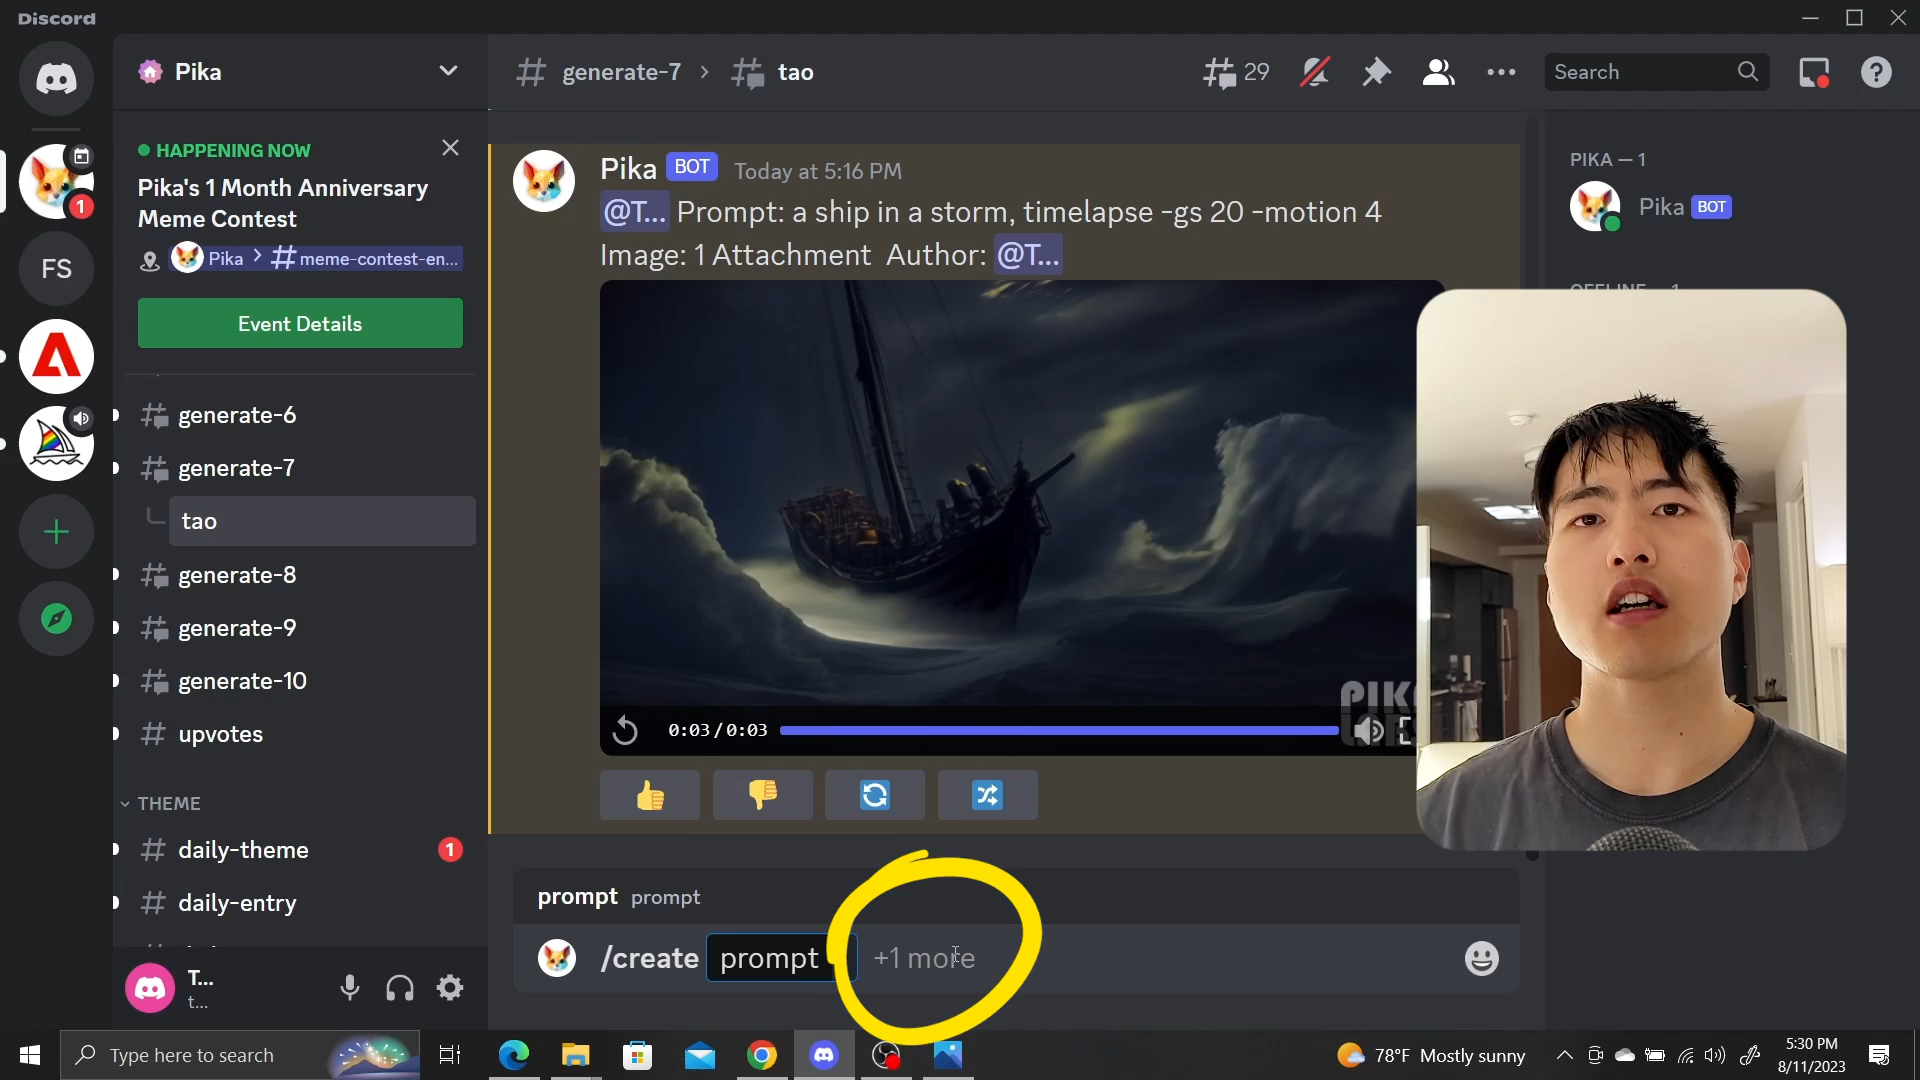 Discord
Pika
HAPPENING NOW
Pika's 1 Month Anniversary
Meme Contest
Pika > # meme-contest-en...
Event Details
generate-6
generate-7
tao
generate-8
generate-9
generate-10
# upvotes
THEME
# daily-theme 1
# daily-entry
T...
t...
1
FS
# generate-7 > tao
29
Search
Pika BOT Today at 5:16 PM
@T... Prompt: a ship in a storm, timelapse -gs 20 -motion 4
Image: 1 Attachment Author: @T...
0:03/0:03
prompt prompt
/create prompt +1 more
PIKA — 1
Pika BOT
Type here to search
78°F Mostly sunny
5:30 PM
8/11/2023